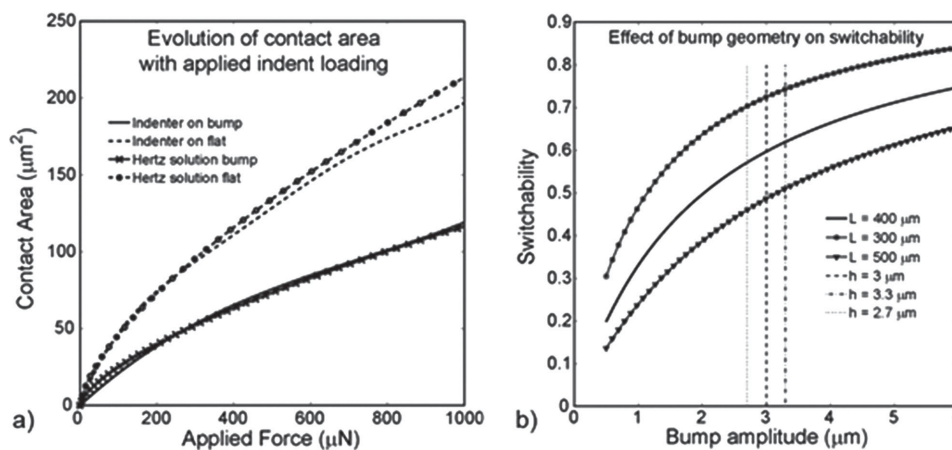 Evolution of contact area
with applied indent loading
Indenter on bump
Indenter on flat
Hertz solution bump
Hertz solution flat
Contact Area (μm²)
250
200
150
100
50
0
0 200 400 600 800 1000
Applied Force (μN)
a)
Effect of bump geometry on switchability
L = 400 μm
L = 300 μm
L = 500 μm
h = 3 μm
h = 3.3 μm
h = 2.7 μm
Switchability
0.9
0.8
0.7
0.6
0.5
0.4
0.3
0.2
0.1
0
0 1 2 3 4 5
Bump amplitude (μm)
b)